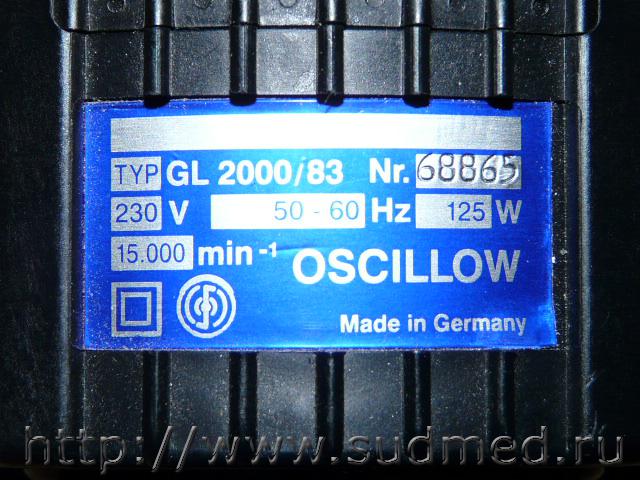 TYP GL 2000/83 Nr. 68865
230 V 50 - 60 Hz 125 W
15.000 min-1 OSCILLOW
Made in Germany
http://www.sudmed.ru